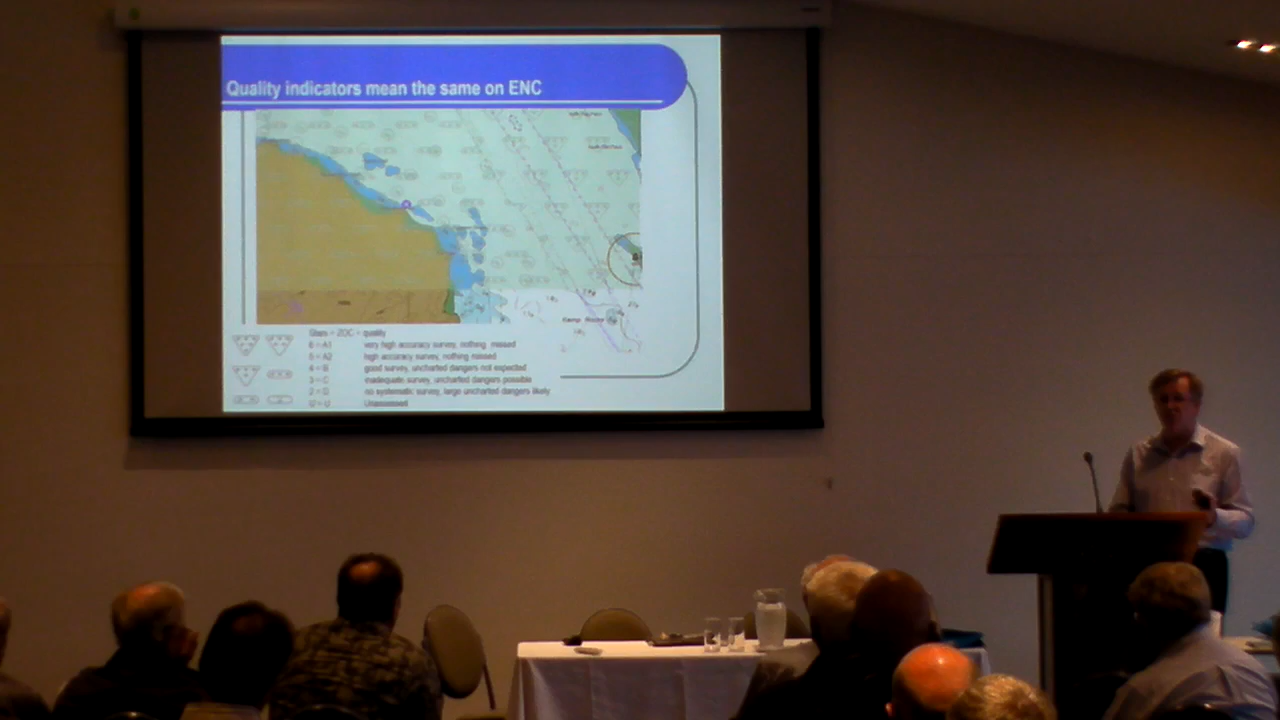 Quality indicators mean the same on ENC
Stars = ZOC = quality
6 = A1 very high accuracy survey, nothing missed
5 = A2 high accuracy survey, nothing missed
4 = B good survey, uncharted dangers not expected
3 = C inadequate survey, uncharted dangers possible
2 = D no systematic survey, large uncharted dangers likely
U = U Unassessed